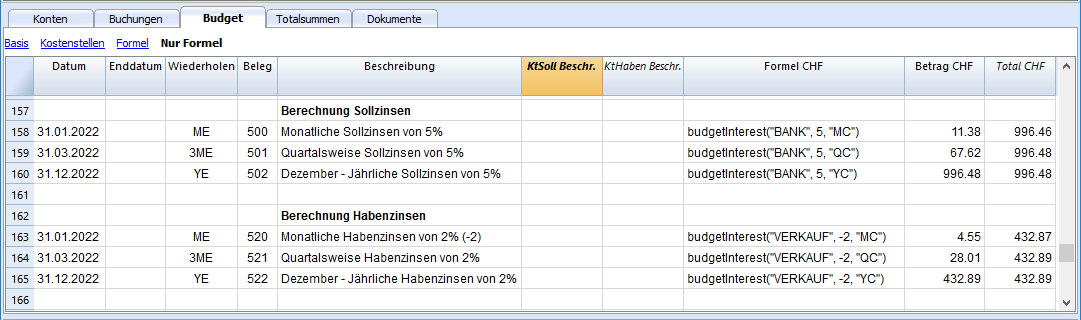 Konten Buchungen Budget Totalsummen Dokumente
Basis Kostenstellen Formel Nur Formel
Datum Enddatum Wiederholen Beleg Beschreibung KtSoll Beschr. KtHaben Beschr. Formel CHF Betrag CHF Total CHF
157 Berechnung Sollzinsen
158 31.01.2022 ME 500 Monatliche Sollzinsen von 5% budgetInterest("BANK", 5, "MC") 11.38 996.46
159 31.03.2022 3ME 501 Quartalsweise Sollzinsen von 5% budgetInterest("BANK", 5, "QC") 67.62 996.48
160 31.12.2022 YE 502 Dezember - Jährliche Sollzinsen von 5% budgetInterest("BANK", 5, "YC") 996.48 996.48
161
162 Berechnung Habenzinsen
163 31.01.2022 ME 520 Monatliche Habenzinsen von 2% (-2) budgetInterest("VERKAUF", -2, "MC") 4.55 432.87
164 31.03.2022 3ME 521 Quartalsweise Habenzinsen von 2% budgetInterest("VERKAUF", -2, "QC") 28.01 432.89
165 31.12.2022 YE 522 Dezember - Jährliche Habenzinsen von 2% budgetInterest("VERKAUF", -2, "YC") 432.89 432.89
166